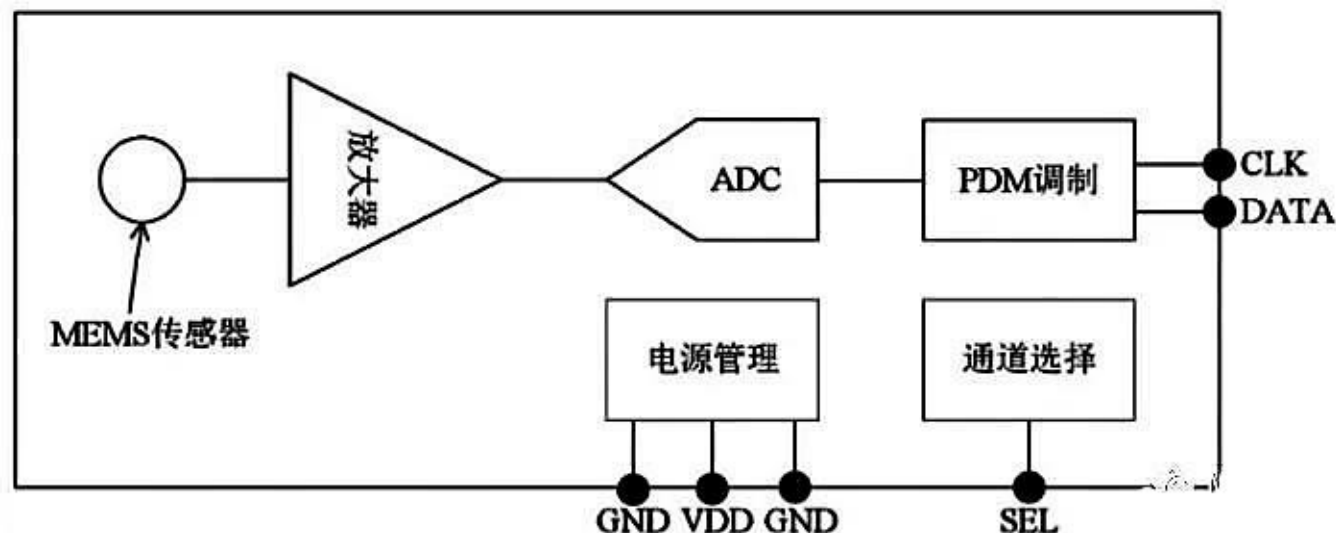 放大器
ADC
PDM调制
CLK
DATA
MEMS传感器
电源管理
通道选择
GND VDD GND
SEL